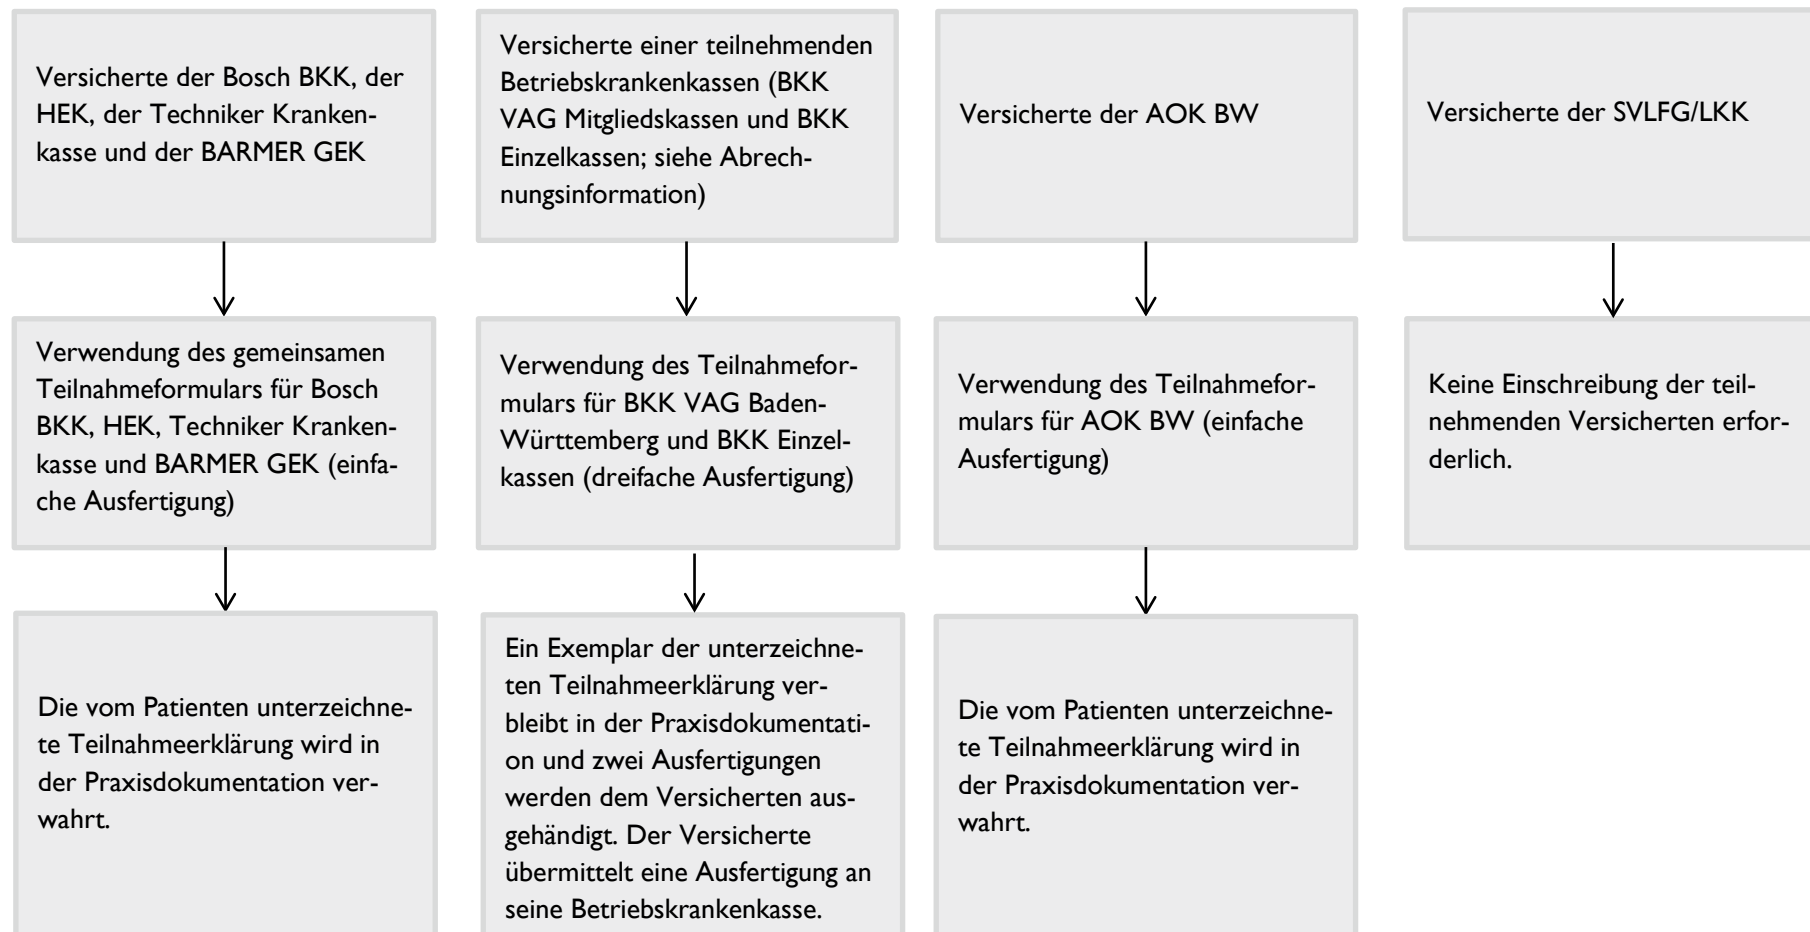 Versicherte der Bosch BKK, der
HEK, der Techniker Kranken-
kasse und der BARMER GEK
Versicherte einer teilnehmenden
Betriebskrankenkassen (BKK
VAG Mitgliedskassen und BKK
Einzelkassen; siehe Abrech-
nungsinformation)
Versicherte der AOK BW
Versicherte der SVLFG/LKK
Verwendung des gemeinsamen
Teilnahmeformulars für Bosch
BKK, HEK, Techniker Kranken-
kasse und BARMER GEK (einfa-
che Ausfertigung)
Verwendung des Teilnahmefor-
mulars für BKK VAG Baden-
Württemberg und BKK Einzel-
kassen (dreifache Ausfertigung)
Verwendung des Teilnahmefor-
mulars für AOK BW (einfache
Ausfertigung)
Keine Einschreibung der teil-
nehmenden Versicherten erfor-
derlich.
Die vom Patienten unterzeichne-
te Teilnahmeerklärung wird in
der Praxisdokumentation ver-
wahrt.
Ein Exemplar der unterzeichne-
ten Teilnahmeerklärung ver-
bleibt in der Praxisdokumentati-
on und zwei Ausfertigungen
werden dem Versicherten aus-
gehändigt. Der Versicherte
übermittelt eine Ausfertigung an
seine Betriebskrankenkasse.
Die vom Patienten unterzeichne-
te Teilnahmeerklärung wird in
der Praxisdokumentation ver-
wahrt.